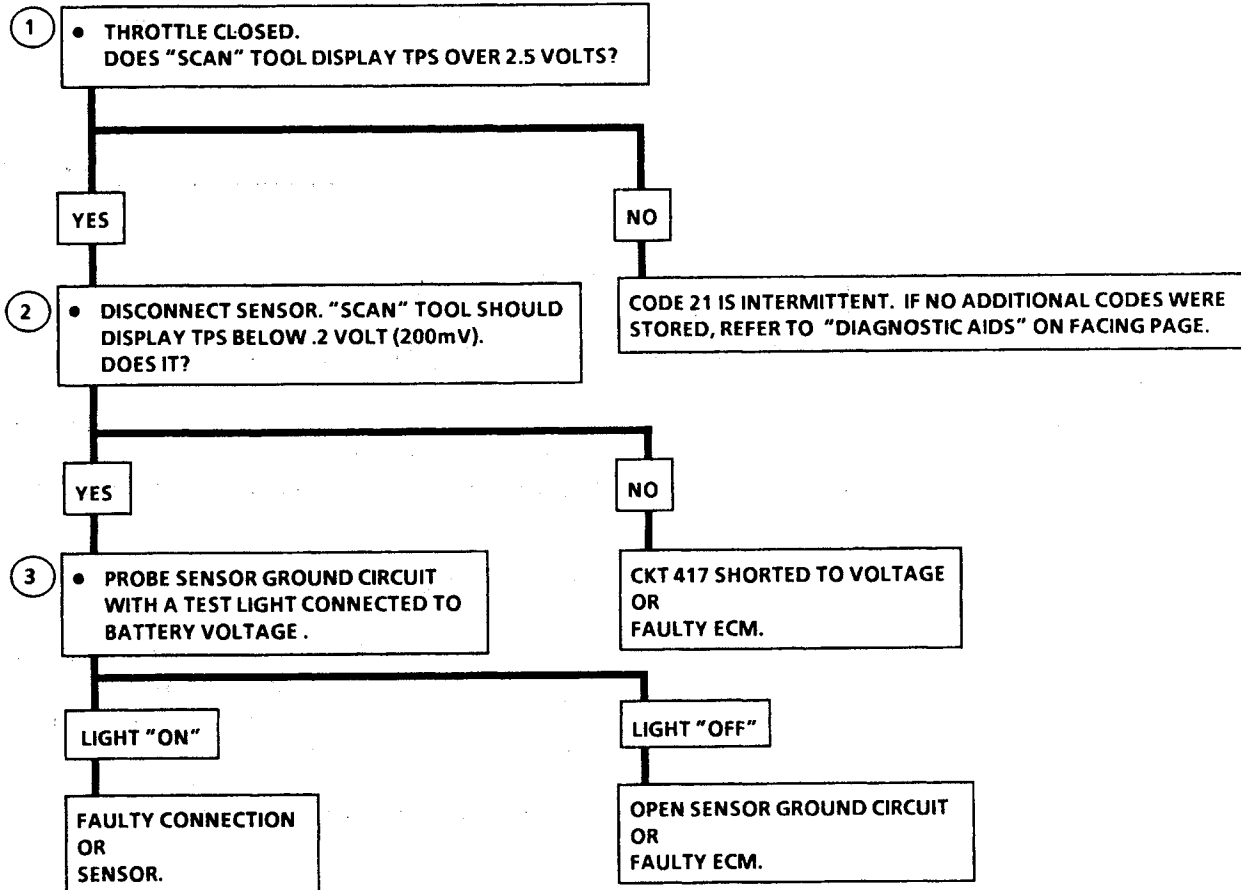 1
• THROTTLE CLOSED.
DOES "SCAN" TOOL DISPLAY TPS OVER 2.5 VOLTS?
YES
NO
2
• DISCONNECT SENSOR. "SCAN" TOOL SHOULD
DISPLAY TPS BELOW .2 VOLT (200mV).
DOES IT?
CODE 21 IS INTERMITTENT. IF NO ADDITIONAL CODES WERE
STORED, REFER TO "DIAGNOSTIC AIDS" ON FACING PAGE.
YES
NO
3
• PROBE SENSOR GROUND CIRCUIT
WITH A TEST LIGHT CONNECTED TO
BATTERY VOLTAGE .
CKT 417 SHORTED TO VOLTAGE
OR
FAULTY ECM.
LIGHT "ON"
LIGHT "OFF"
FAULTY CONNECTION
OR
SENSOR.
OPEN SENSOR GROUND CIRCUIT
OR
FAULTY ECM.